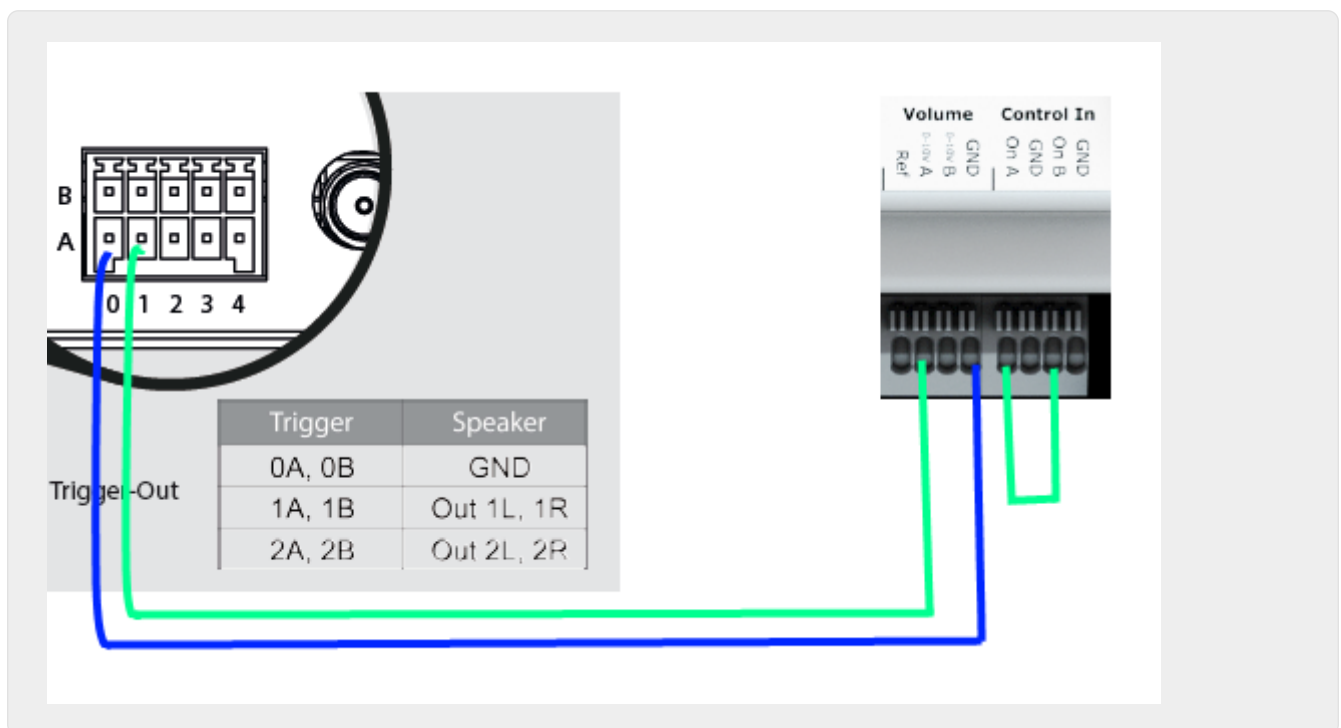 Volume Control In
Ref
0-10V A
0-10V B
GND
On A
GND
On B
GND
B
A
0 1 2 3 4
Trigger Speaker
0A, 0B GND
Trigger-Out
1A, 1B Out 1L, 1R
2A, 2B Out 2L, 2R